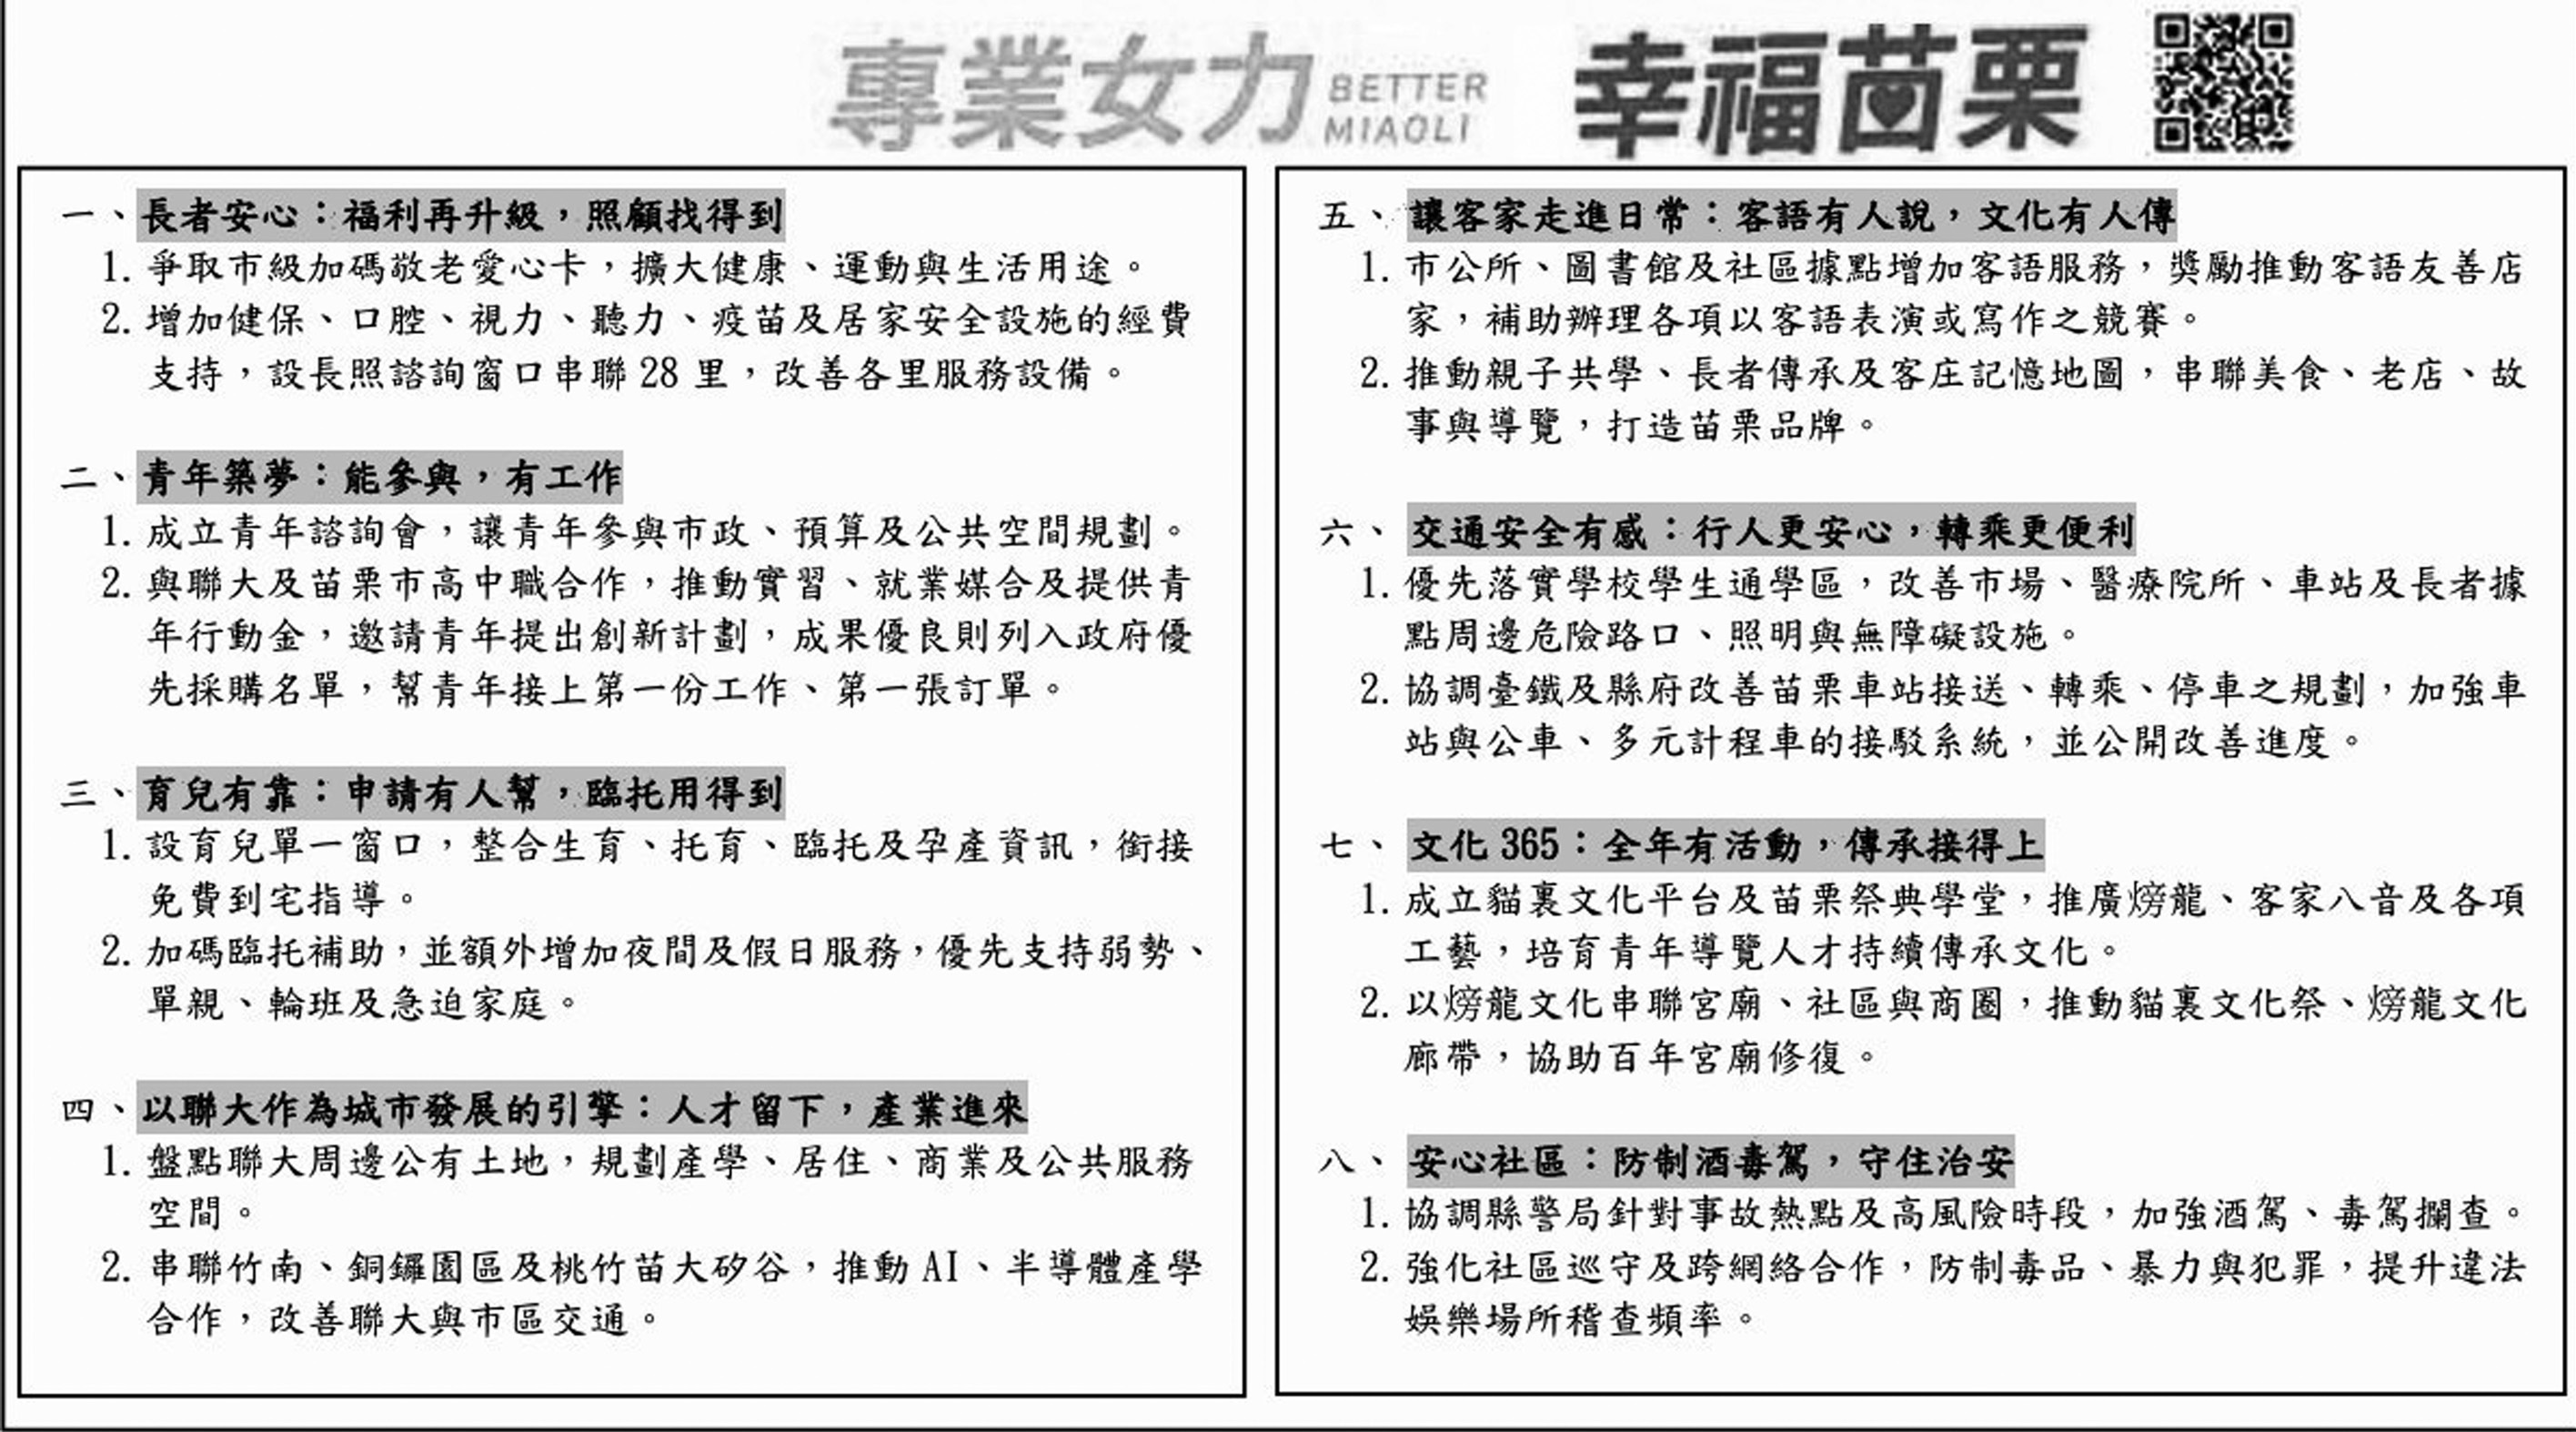 專業女力 BETTER MIAOLI 幸福苗栗
一、長者安心：福利再升級，照顧找得到
1. 爭取市級加碼敬老愛心卡，擴大健康、運動與生活用途。
2. 增加健保、口腔、視力、聽力、疫苗及居家安全設施的經費
支持，設長照諮詢窗口串聯 28 里，改善各里服務設備。
二、青年築夢：能參與，有工作
1. 成立青年諮詢會，讓青年參與市政、預算及公共空間規劃。
2. 與聯大及苗栗市高中職合作，推動實習、就業媒合及提供青
年行動金，邀請青年提出創新計劃，成果優良則列入政府優
先採購名單，幫青年接上第一份工作、第一張訂單。
三、育兒有靠：申請有人幫，臨托用得到
1. 設育兒單一窗口，整合生育、托育、臨托及孕產資訊，銜接
免費到宅指導。
2. 加碼臨托補助，並額外增加夜間及假日服務，優先支持弱勢、
單親、輪班及急迫家庭。
四、以聯大作為城市發展的引擎：人才留下，產業進來
1. 盤點聯大周邊公有土地，規劃產學、居住、商業及公共服務
空間。
2. 串聯竹南、銅鑼園區及桃竹苗大矽谷，推動 AI、半導體產學
合作，改善聯大與市區交通。
五、讓客家走進日常：客語有人說，文化有人傳
1. 市公所、圖書館及社區據點增加客語服務，獎勵推動客語友善店
家，補助辦理各項以客語表演或寫作之競賽。
2. 推動親子共學、長者傳承及客庄記憶地圖，串聯美食、老店、故
事與導覽，打造苗栗品牌。
六、交通安全有感：行人更安心，轉乘更便利
1. 優先落實學校學生通學區，改善市場、醫療院所、車站及長者據
點周邊危險路口、照明與無障礙設施。
2. 協調臺鐵及縣府改善苗栗車站接送、轉乘、停車之規劃，加強車
站與公車、多元計程車的接駁系統，並公開改善進度。
七、文化 365：全年有活動，傳承接得上
1. 成立貓裏文化平台及苗栗祭典學堂，推廣㷫龍、客家八音及各項
工藝，培育青年導覽人才持續傳承文化。
2. 以㷫龍文化串聯宮廟、社區與商圈，推動貓裏文化祭、㷫龍文化
廊帶，協助百年宮廟修復。
八、安心社區：防制酒毒駕，守住治安
1. 協調縣警局針對事故熱點及高風險時段，加強酒駕、毒駕攔查。
2. 強化社區巡守及跨網絡合作，防制毒品、暴力與犯罪，提升違法
娛樂場所稽查頻率。